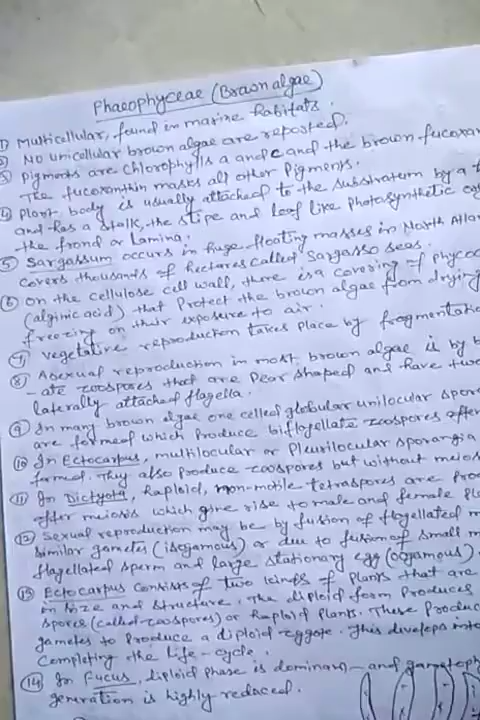 Phaeophyceae (Brown algae)
① Multicellular, found in marine habitats.
② No unicellular brown algae are reposted.
③ Pigments are chlorophylls a and c and the brown fucoxan
The fucoxanthin masks all other pigments.
④ Plant body is usually attached to the substratum by a
and has a stalk, the stipe and leaf like photosynthetic
the frond or lamina.
⑤ Sargassum occurs in huge floating masses in North Atlan
covers thousands of hectares called Sargasso seas.
⑥ on the cellulose cell wall, there is a covering of phyco
(alginic acid) that protect the brown algae from drying
freezing on their exposure to air.
⑦ vegetative reproduction takes place by fragmentatio
⑧ Asexual reproduction in most brown algae is by b
-ate zoospores that are pear shaped and have two
laterally attached flagella.
⑨ In many brown algae one celled globular unilocular spor
are formed which produce biflagellate zoospores after
⑩ In Ectocarpus, multilocular or Pleurilocular sporangia
formed. They also produce zoospores but without meios
⑪ In Dictyota, haploid, non-motile tetraspores are Prod
after meiosis which give rise to male and female Pl
⑫ Sexual reproduction may be by fusion of flagellated m
similar gametes (isogamous) or due to fusion of small m
flagellated sperm and large stationary egg (oogamous).
⑬ Ectocarpus consists of two kinds of plants that are
in size and structure. The diploid form produces
spores (called zoospores) or haploid plants. These produc
gametes to produce a diploid zygote. This develops into
completing the life-cycle.
⑭ In Fucus, diploid phase is dominant and gametoph
generation is highly reduced.